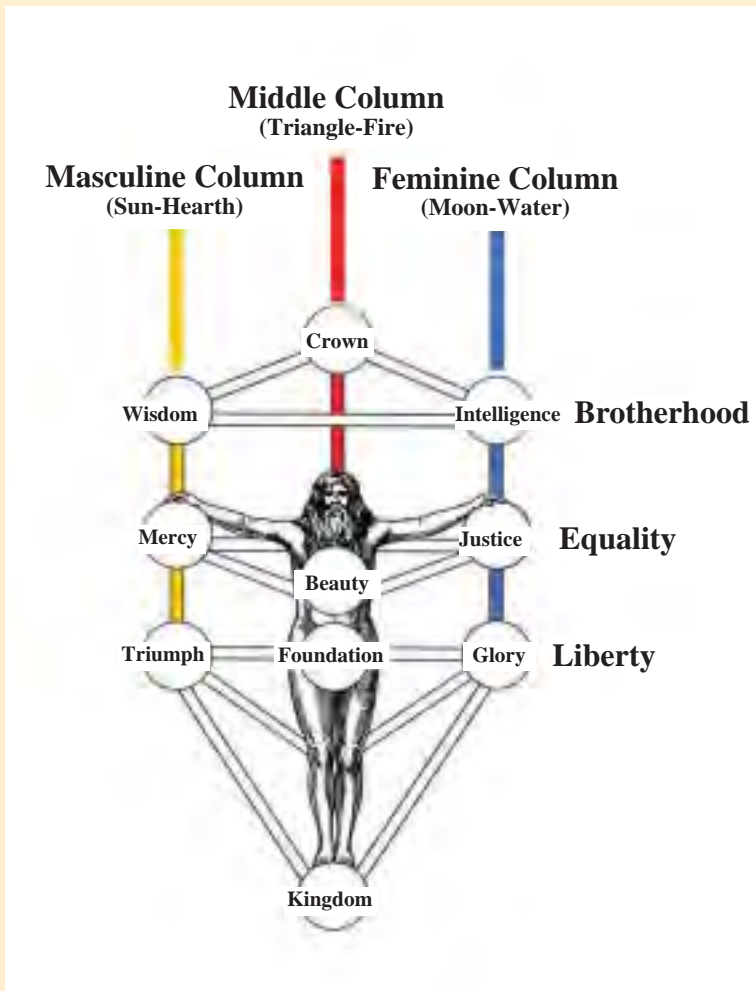 Middle Column
(Triangle-Fire)
Masculine Column
(Sun-Hearth)
Feminine Column
(Moon-Water)
Crown
Wisdom
Intelligence
Brotherhood
Mercy
Justice
Equality
Beauty
Triumph
Foundation
Glory
Liberty
Kingdom